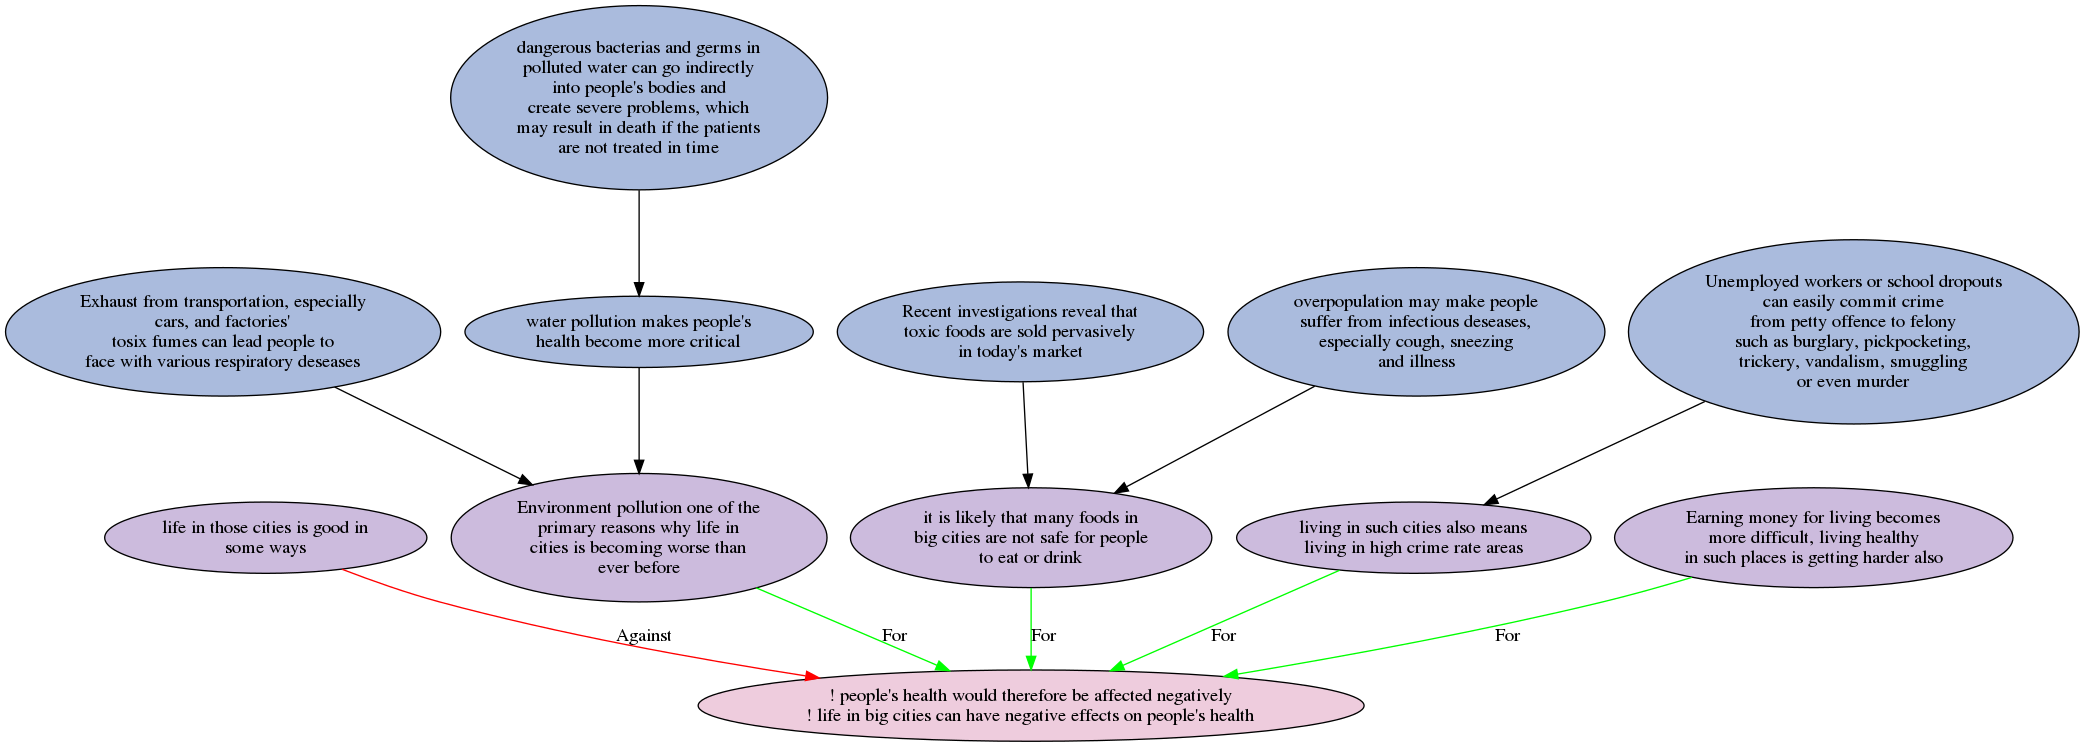 dangerous bacterias and germs in
polluted water can go indirectly
into people's bodies and
create severe problems, which
may result in death if the patients
are not treated in time
Exhaust from transportation, especially
cars, and factories'
tosix fumes can lead people to
face with various respiratory deseases
water pollution makes people's
health become more critical
Recent investigations reveal that
toxic foods are sold pervasively
in today's market
overpopulation may make people
suffer from infectious deseases,
especially cough, sneezing
and illness
Unemployed workers or school dropouts
can easily commit crime
from petty offence to felony
such as burglary, pickpocketing,
trickery, vandalism, smuggling
or even murder
life in those cities is good in
some ways
Environment pollution one of the
primary reasons why life in
cities is becoming worse than
ever before
it is likely that many foods in
big cities are not safe for people
to eat or drink
living in such cities also means
living in high crime rate areas
Earning money for living becomes
more difficult, living healthy
in such places is getting harder also
Against
For
For
For
For
! people's health would therefore be affected negatively
! life in big cities can have negative effects on people's health